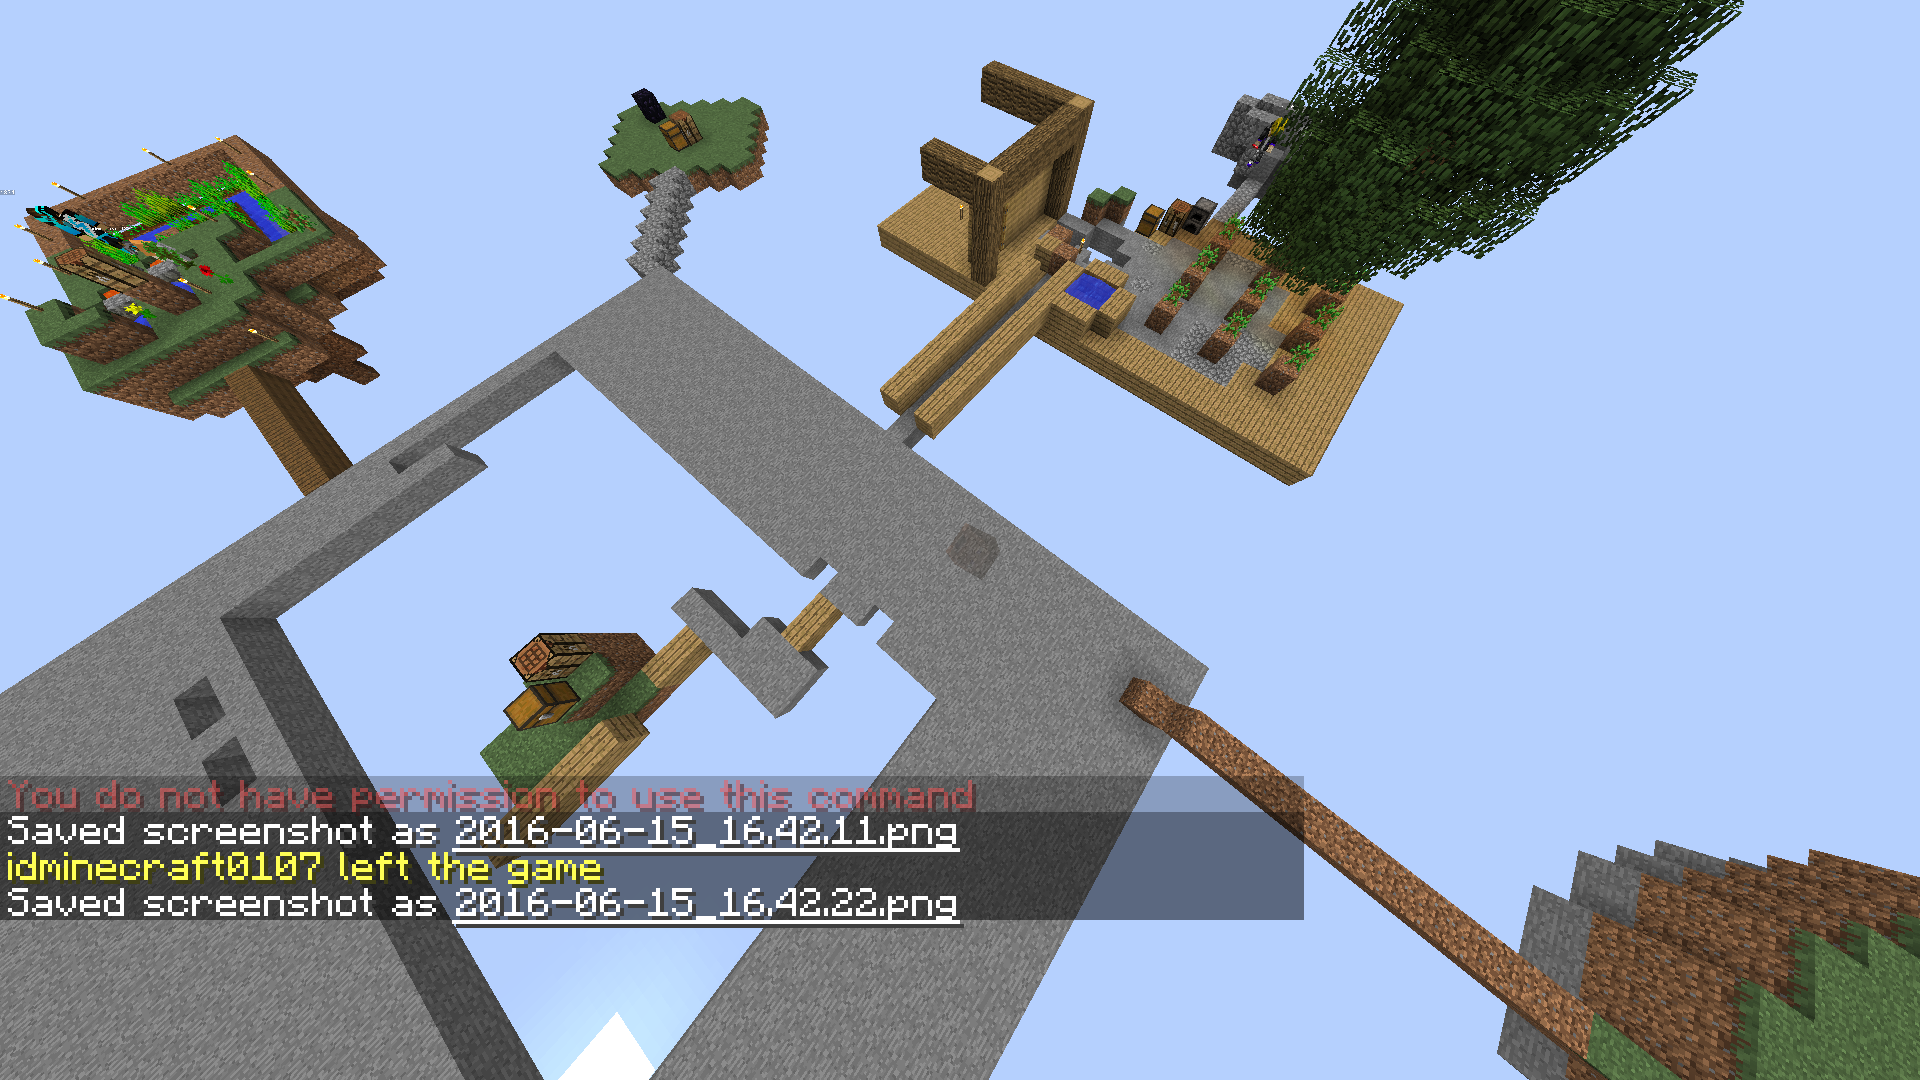 You do not have permission to use this command
Saved screenshot as 2016-06-15_16.42.11.png
idminecraft0107 left the game
Saved screenshot as 2016-06-15_16.42.22.png